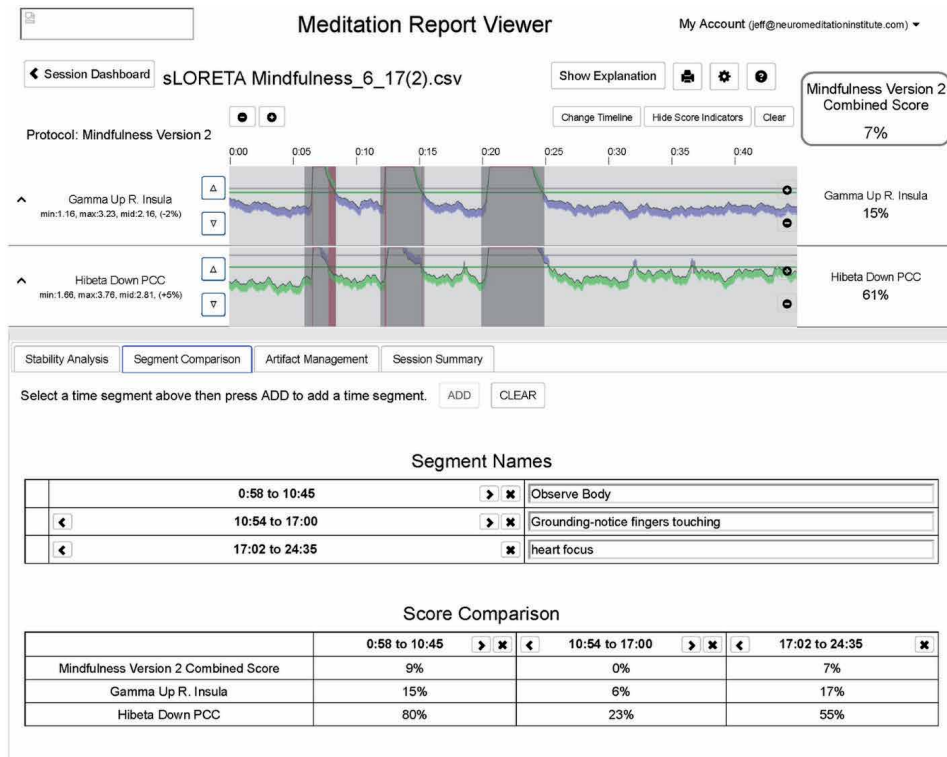 Meditation Report Viewer
My Account (jeff@neuromeditationinstitute.com)
Session Dashboard
sLORETA Mindfulness_6_17(2).csv
Show Explanation
Mindfulness Version 2
Combined Score
7%
Protocol: Mindfulness Version 2
Change Timeline
Hide Score Indicators
Clear
0:00 0:05 0:10 0:15 0:20 0:25 0:30 0:35 0:40
Gamma Up R. Insula
min:1.16, max:3.23, mid:2.16, (-2%)
Gamma Up R. Insula
15%
Hibeta Down PCC
min:1.66, max:3.76, mid:2.81, (+5%)
Hibeta Down PCC
61%
Stability Analysis Segment Comparison Artifact Management Session Summary
Select a time segment above then press ADD to add a time segment. ADD CLEAR
Segment Names
0:58 to 10:45 Observe Body
10:54 to 17:00 Grounding-notice fingers touching
17:02 to 24:35 heart focus
Score Comparison
0:58 to 10:45 10:54 to 17:00 17:02 to 24:35
Mindfulness Version 2 Combined Score 9% 0% 7%
Gamma Up R. Insula 15% 6% 17%
Hibeta Down PCC 80% 23% 55%